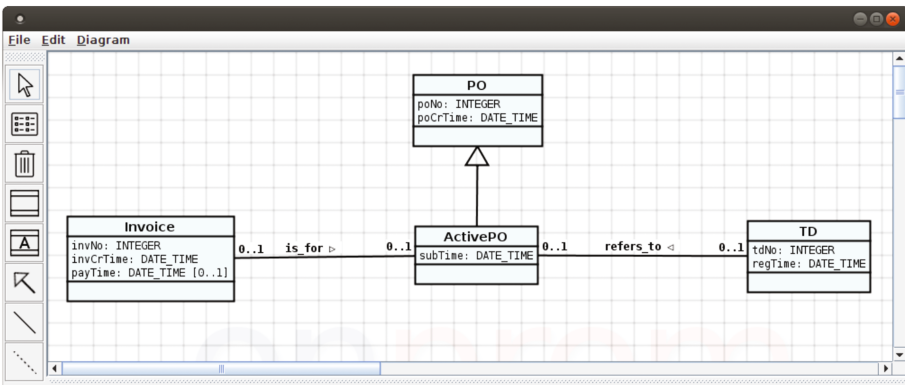 File Edit Diagram
PO
poNo: INTEGER
poCrTime: DATE_TIME
Invoice
invNo: INTEGER
invCrTime: DATE_TIME
payTime: DATE_TIME [0..1]
0..1 is_for ▷ 0..1
ActivePO
subTime: DATE_TIME
0..1 refers_to ◁ 0..1
TD
tdNo: INTEGER
regTime: DATE_TIME
A